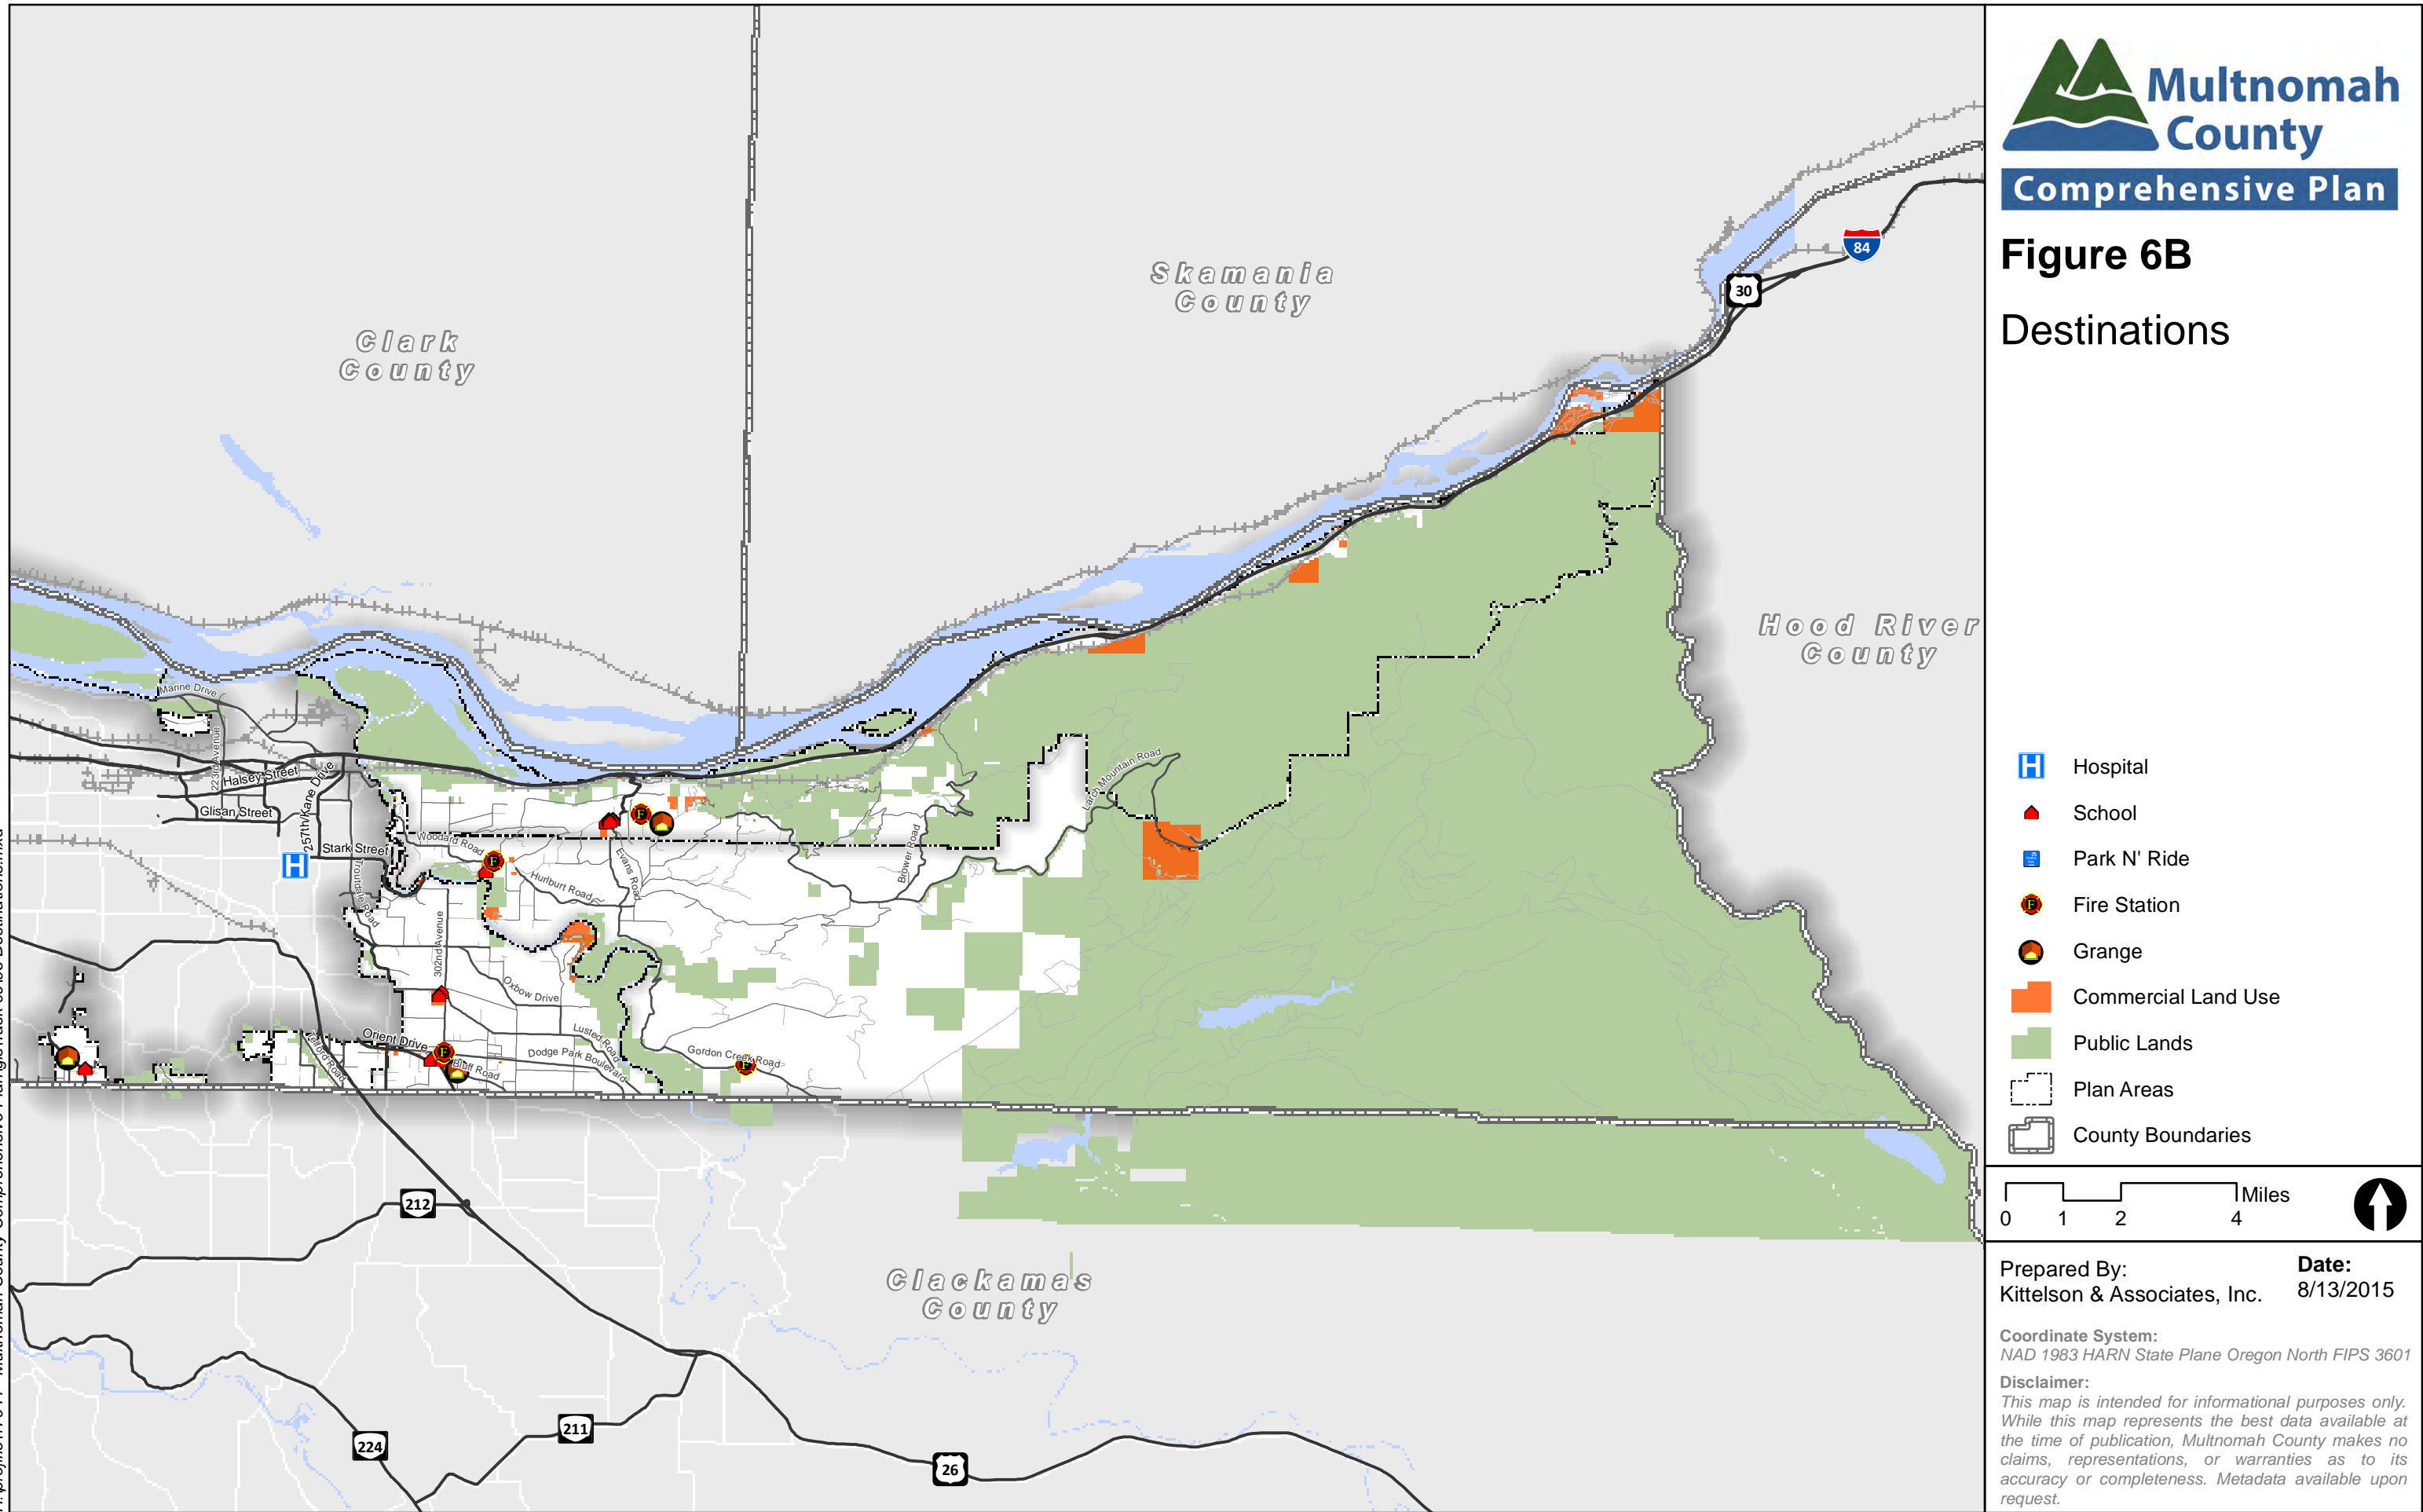 Multnomah
County
Comprehensive Plan
Figure 6B
Destinations
Hospital
School
Park N' Ride
Fire Station
Grange
Commercial Land Use
Public Lands
Plan Areas
County Boundaries
Miles
0 1 2 4
Prepared By:
Kittelson & Associates, Inc.
Date:
8/13/2015
Coordinate System:
NAD 1983 HARN State Plane Oregon North FIPS 3601
Disclaimer:
This map is intended for informational purposes only.
While this map represents the best data available at
the time of publication, Multnomah County makes no
claims, representations, or warranties as to its
accuracy or completeness. Metadata available upon
request.
Clark
County
Skamania
County
Hood River
County
Clackamas
County
84
30
212
211
224
26
Marine Drive
223rd Avenue
Halsey Street
Glisan Street
257th/Kane Drive
Stark Street
Troutdale Road
Woodard Road
Hurlburt Road
Evans Road
Brower Road
Larch Mountain Road
302nd Avenue
Oxbow Drive
Lusted Road
Orient Drive
Telford Road
Dodge Park Boulevard
Bluff Road
Gordon Creek Road
H
F
F
F
F
H
F